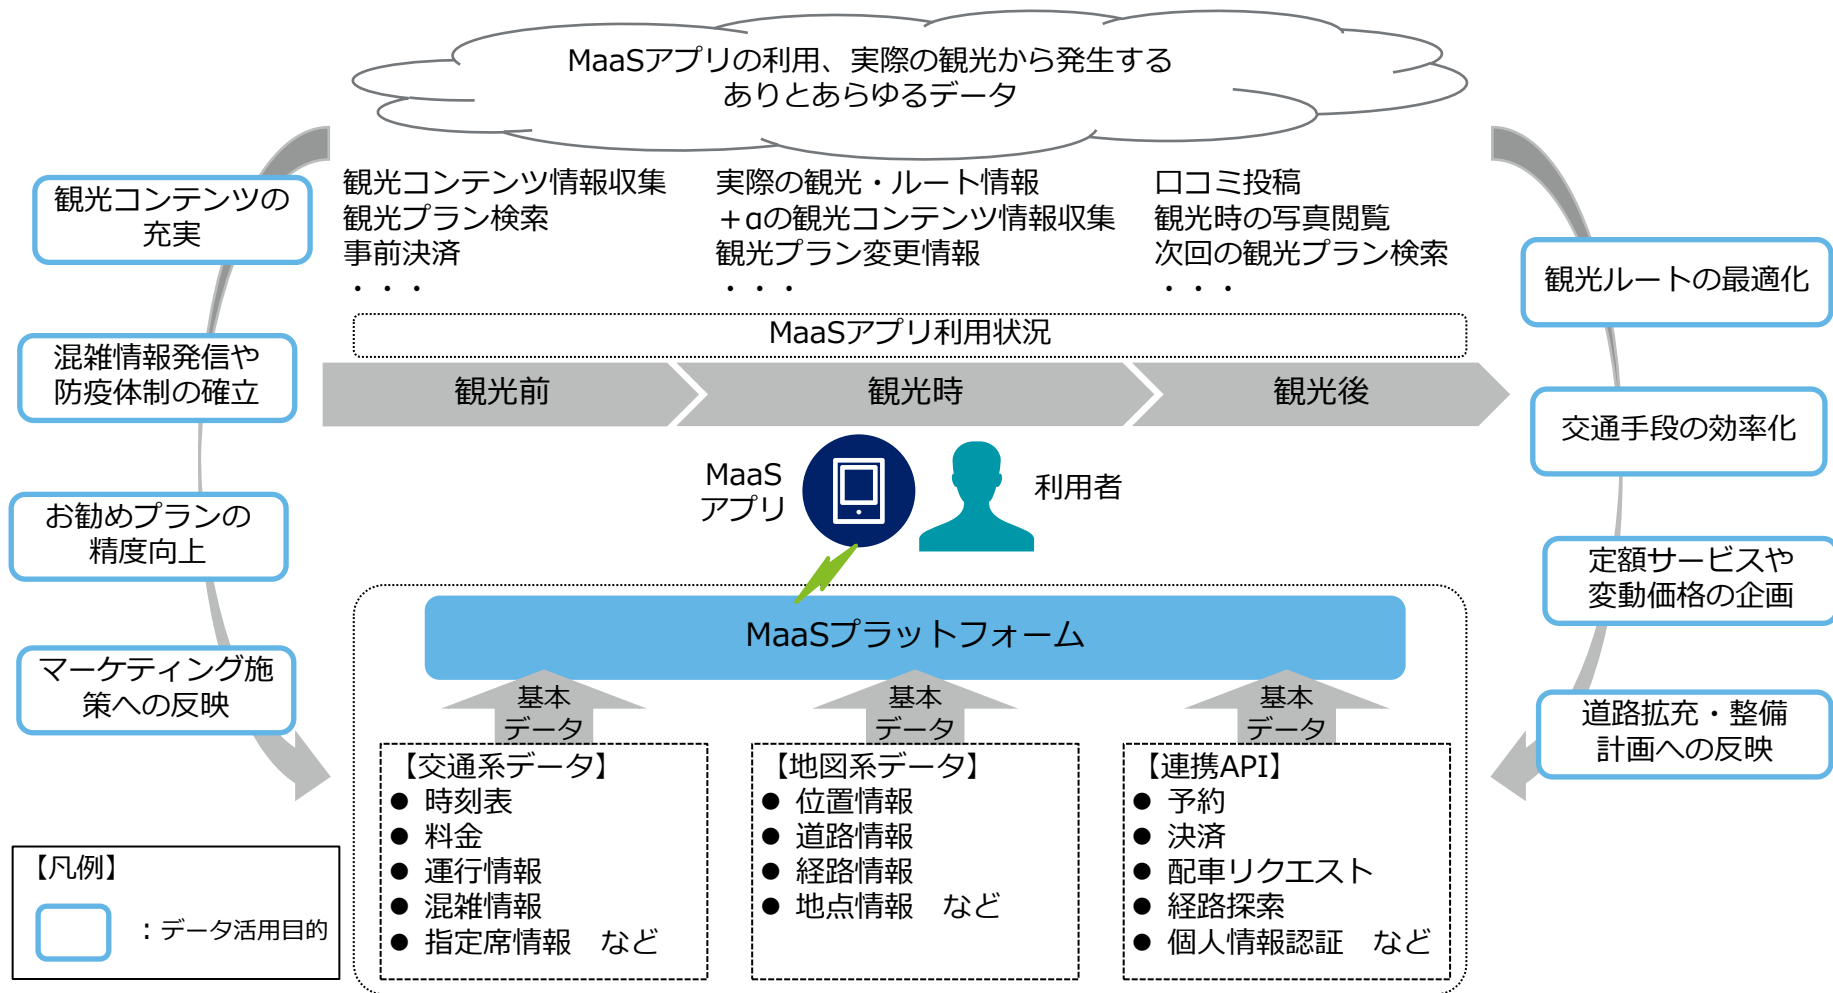 MaaSアプリの利用、実際の観光から発生する
ありとあらゆるデータ
観光コンテンツの
充実
混雑情報発信や
防疫体制の確立
お勧めプランの
精度向上
マーケティング施
策への反映
観光コンテンツ情報収集
観光プラン検索
事前決済
・・・
実際の観光・ルート情報
+αの観光コンテンツ情報収集
観光プラン変更情報
・・・
口コミ投稿
観光時の写真閲覧
次回の観光プラン検索
・・・
MaaSアプリ利用状況
観光前
観光時
観光後
MaaS
アプリ
利用者
観光ルートの最適化
交通手段の効率化
定額サービスや
変動価格の企画
道路拡充・整備
計画への反映
MaaSプラットフォーム
基本
データ
基本
データ
基本
データ
【交通系データ】
● 時刻表
● 料金
● 運行情報
● 混雑情報
● 指定席情報　など
【地図系データ】
● 位置情報
● 道路情報
● 経路情報
● 地点情報　など
【連携API】
● 予約
● 決済
● 配車リクエスト
● 経路探索
● 個人情報認証　など
【凡例】
：データ活用目的